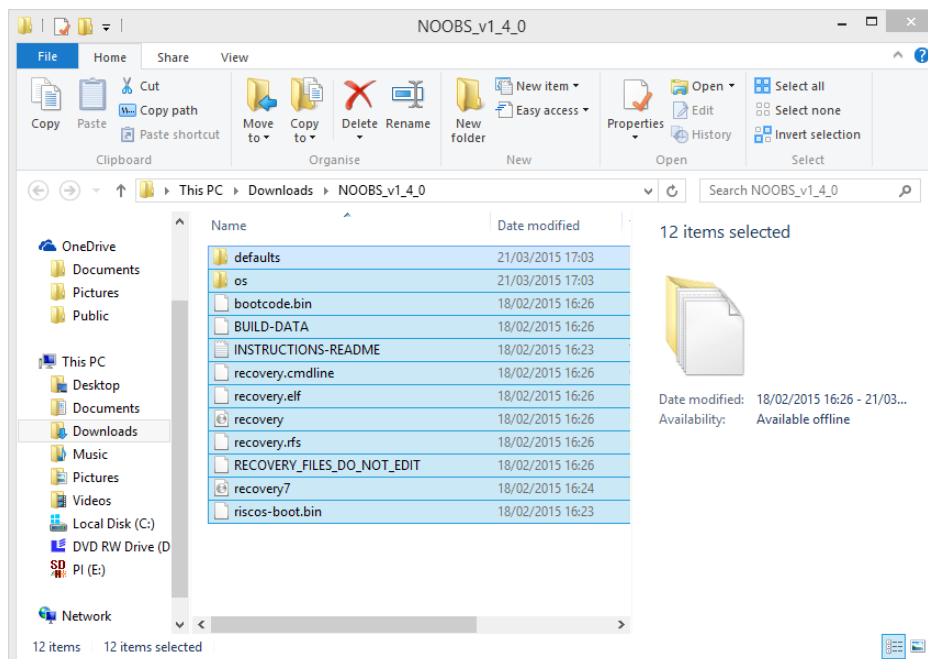 NOOBS_v1_4_0
File Home Share View
Copy
Paste
Cut
Copy path
Paste shortcut
Clipboard
Move to
Copy to
Delete
Rename
Organise
New folder
New item
Easy access
New
Properties
Open
Edit
History
Open
Select all
Select none
Invert selection
Select
This PC Downloads NOOBS_v1_4_0
Search NOOBS_v1_4_0
OneDrive
Documents
Pictures
Public
This PC
Desktop
Documents
Downloads
Music
Pictures
Videos
Local Disk (C:)
DVD RW Drive (D
SD PI (E:)
Network
Name Date modified
defaults 21/03/2015 17:03
os 21/03/2015 17:03
bootcode.bin 18/02/2015 16:26
BUILD-DATA 18/02/2015 16:26
INSTRUCTIONS-README 18/02/2015 16:23
recovery.cmdline 18/02/2015 16:26
recovery.elf 18/02/2015 16:26
recovery 18/02/2015 16:26
recovery.rfs 18/02/2015 16:26
RECOVERY_FILES_DO_NOT_EDIT 18/02/2015 16:26
recovery7 18/02/2015 16:24
riscos-boot.bin 18/02/2015 16:23
12 items selected
Date modified: 18/02/2015 16:26 - 21/03...
Availability: Available offline
12 items 12 items selected